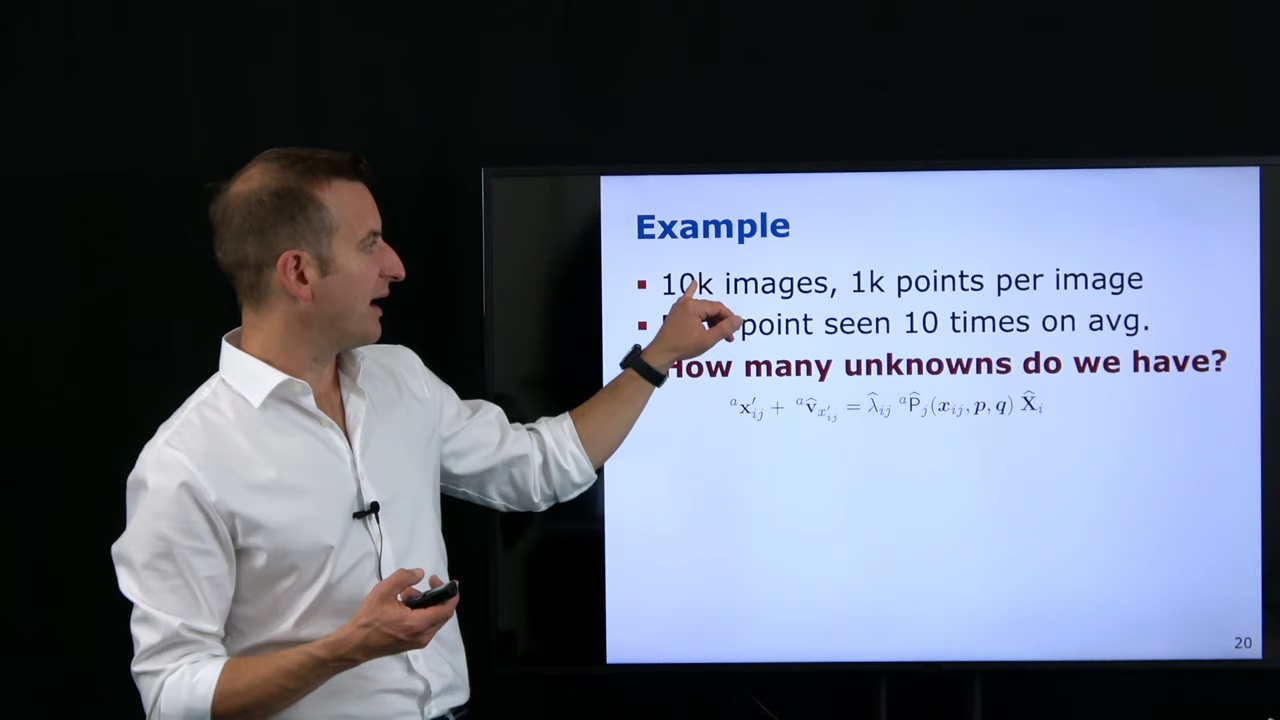 Example
10k images, 1k points per image
point seen 10 times on avg.
How many unknowns do we have?
ᵃx′ᵢⱼ + ᵃv̂ₓ′ᵢⱼ = λ̂ᵢⱼ ᵃP̂ⱼ(xᵢⱼ, p, q) X̂ᵢ
20